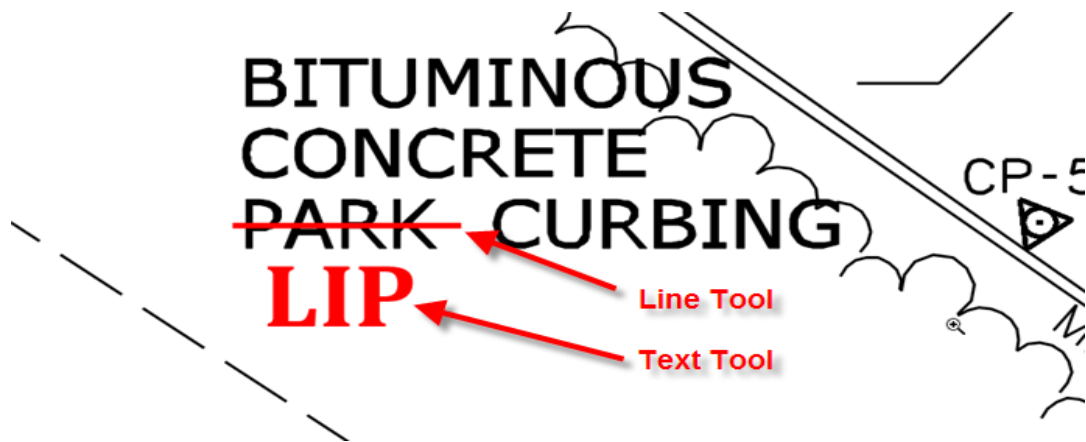 BITUMINOUS
CONCRETE
PARK CURBING
LIP
CP-5
Line Tool
Text Tool